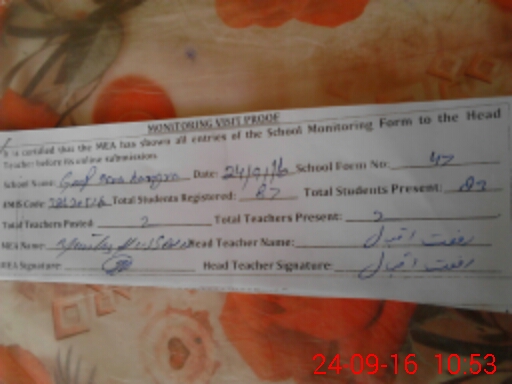 MONITORING VISIT PROOF
It is certified that the MEA has shown all entries of the School Monitoring Form to the Head
Teacher before its online submission.
School Name: Date: 24/9/16 School Form No: 47
EMIS Code: Total Students Registered: 87 Total Students Present: 83
Total Teachers Posted: 2 Total Teachers Present: 2
MEA Name: Head Teacher Name: رفعت اقبال
MEA Signature: Head Teacher Signature: رفعت اقبال
24-09-16 10:53